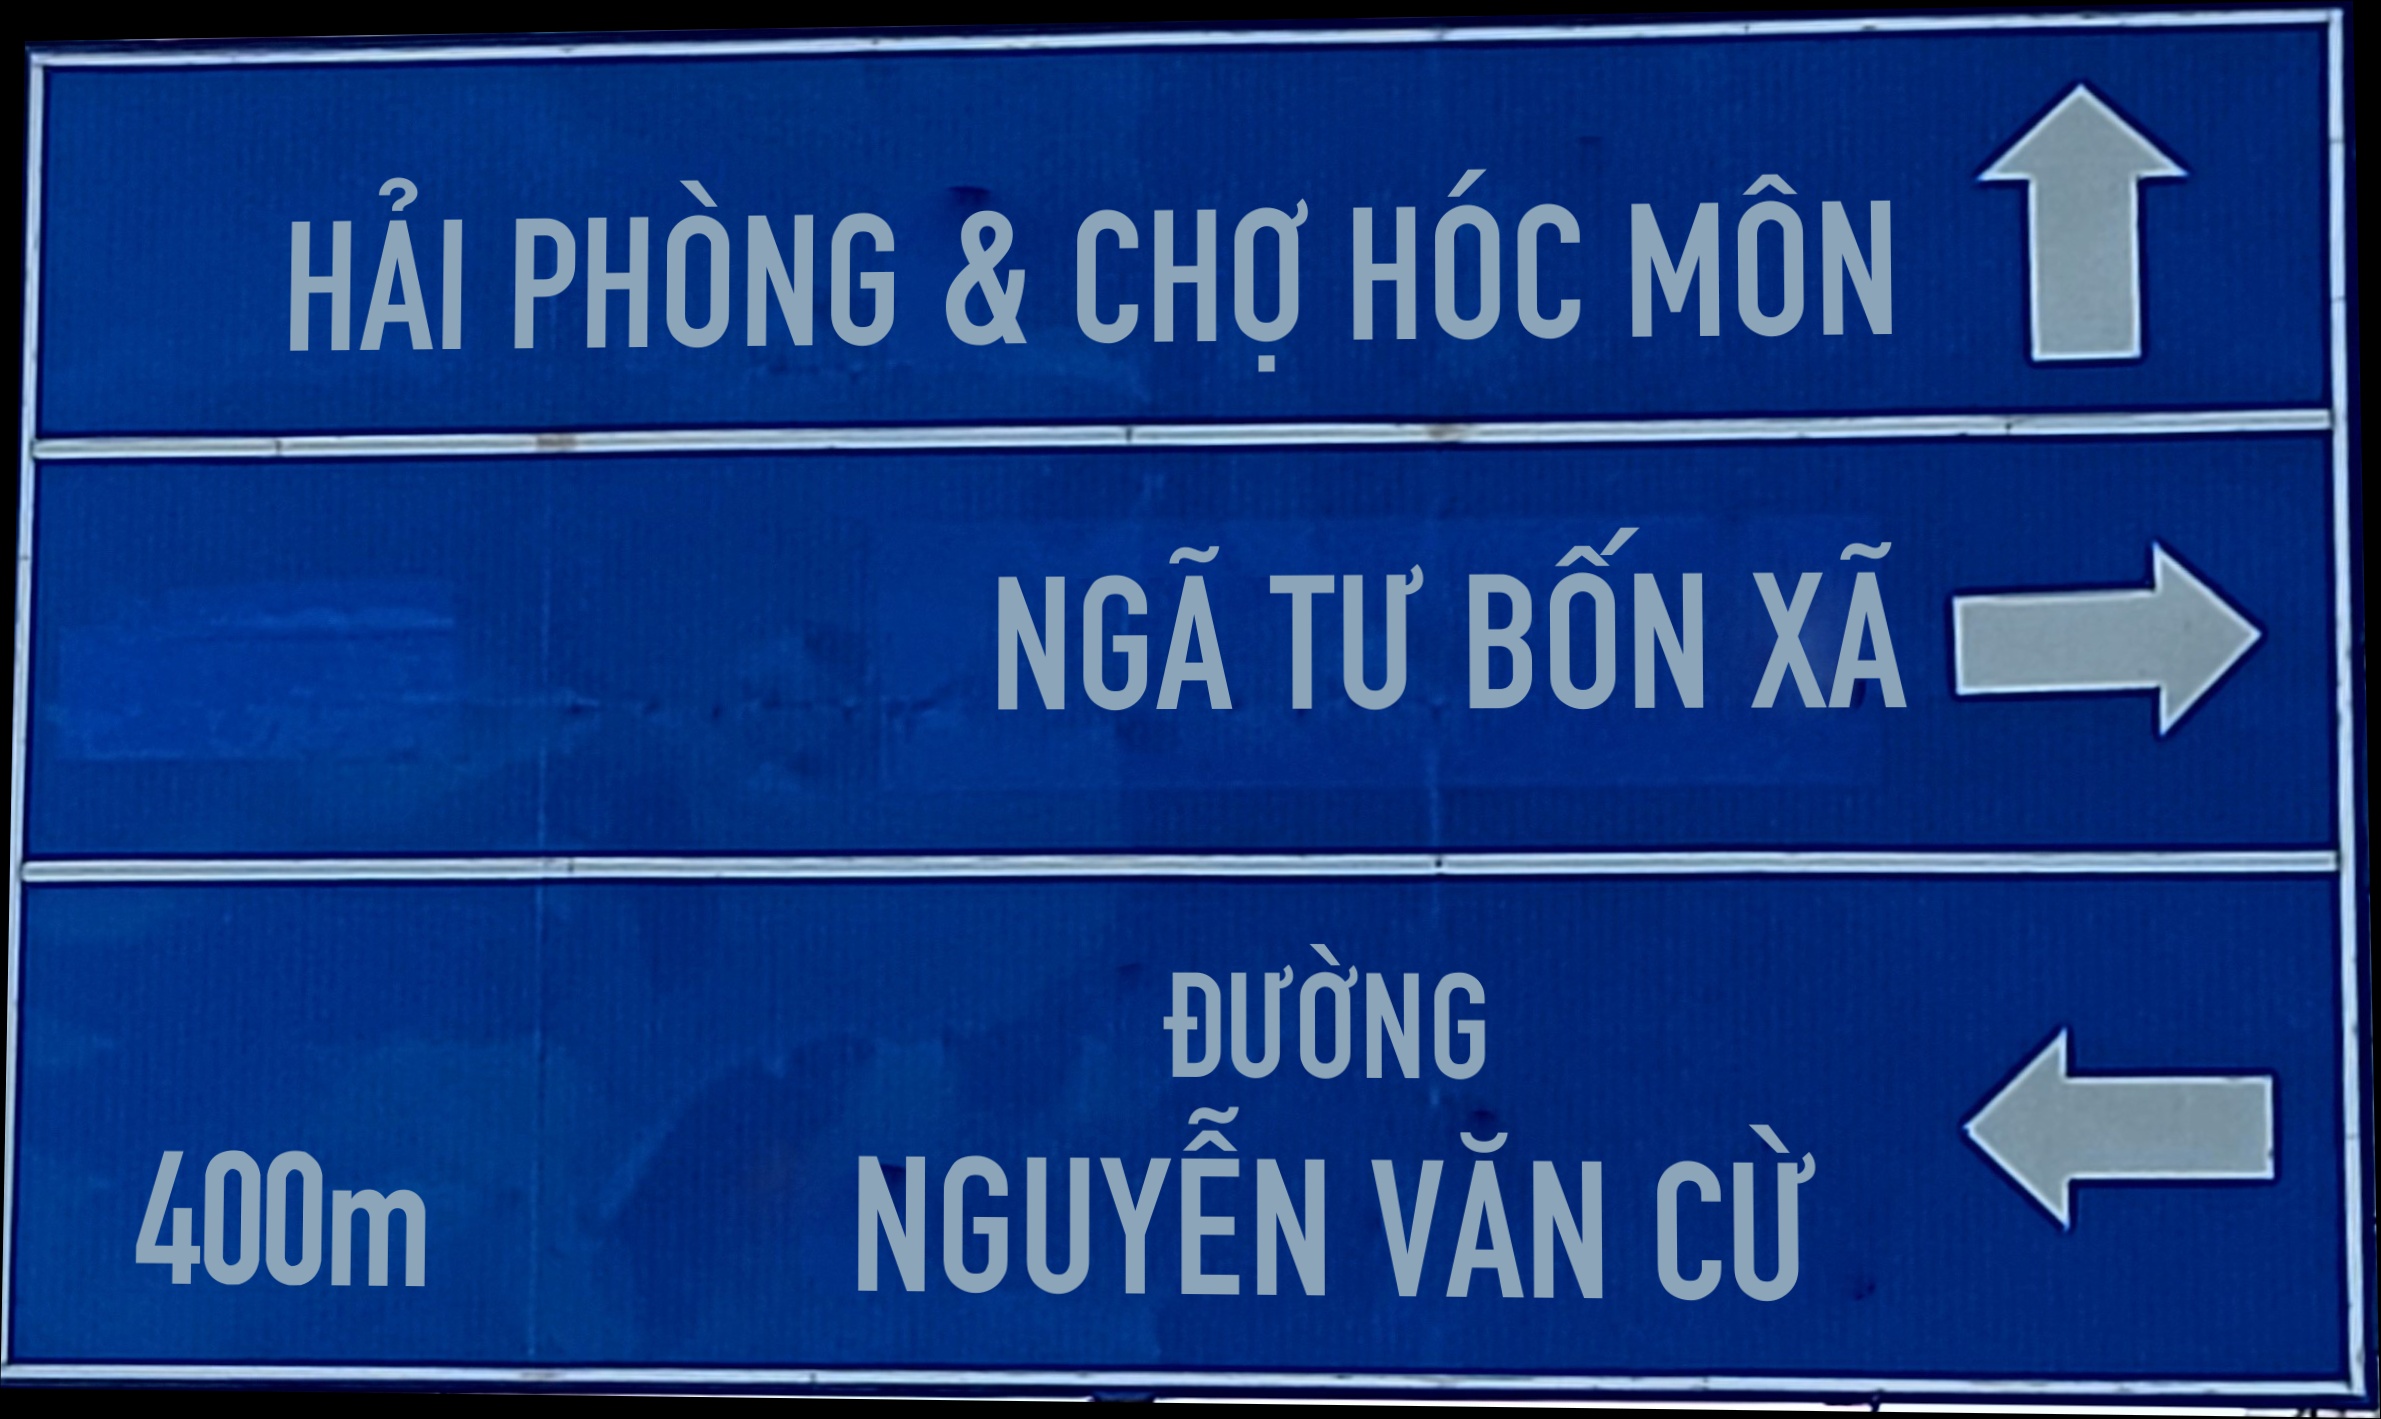 HẢI PHÒNG & CHỢ HÓC MÔN
NGÃ TƯ BỐN XÃ
ĐƯỜNG
400m NGUYỄN VĂN CỪ